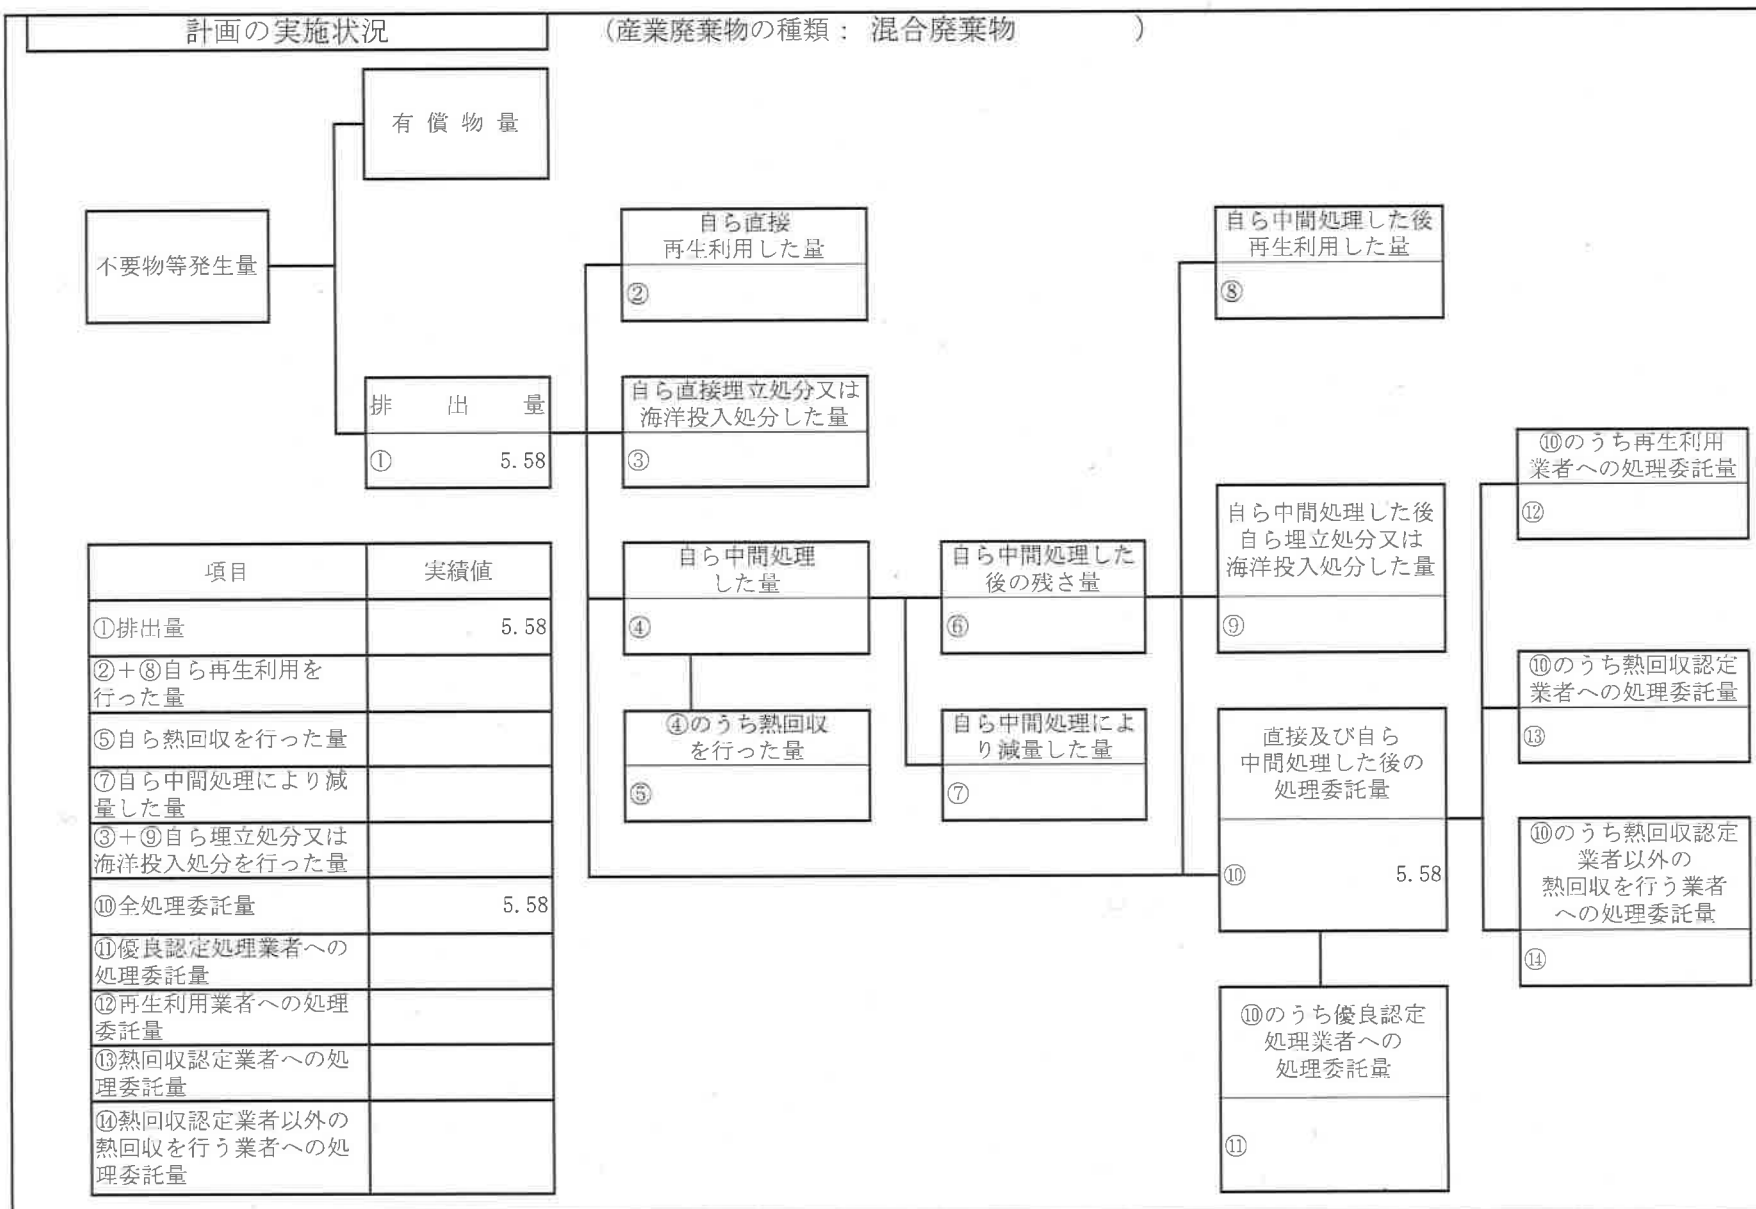 計画の実施状況
(産業廃棄物の種類： 混合廃棄物 )
有償物量
不要物等発生量
排出量
① 5.58
自ら直接
再生利用した量
②
自ら直接埋立処分又は
海洋投入処分した量
③
自ら中間処理
した量
④
④のうち熱回収
を行った量
⑤
自ら中間処理した
後の残さ量
⑥
自ら中間処理によ
り減量した量
⑦
自ら中間処理した後
再生利用した量
⑧
自ら中間処理した後
自ら埋立処分又は
海洋投入処分した量
⑨
直接及び自ら
中間処理した後の
処理委託量
⑩ 5.58
⑩のうち優良認定
処理業者への
処理委託量
⑪
⑩のうち再生利用
業者への処理委託量
⑫
⑩のうち熱回収認定
業者への処理委託量
⑬
⑩のうち熱回収認定
業者以外の
熱回収を行う業者
への処理委託量
⑭
項目 実績値
①排出量 5.58
②＋⑧自ら再生利用を
行った量
⑤自ら熱回収を行った量
⑦自ら中間処理により減
量した量
③＋⑨自ら埋立処分又は
海洋投入処分を行った量
⑩全処理委託量 5.58
⑪優良認定処理業者への
処理委託量
⑫再生利用業者への処理
委託量
⑬熱回収認定業者への処
理委託量
⑭熱回収認定業者以外の
熱回収を行う業者への処
理委託量